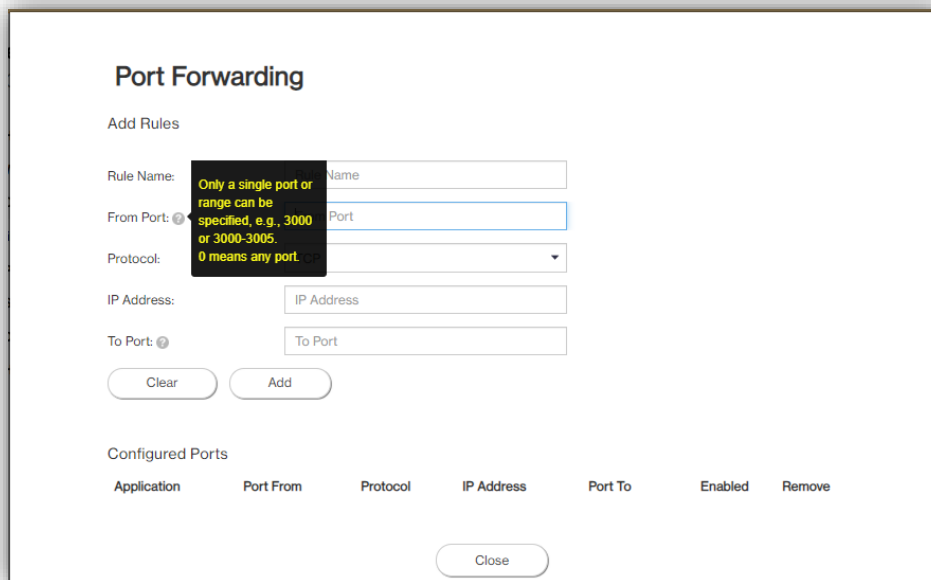 Port Forwarding
Add Rules
Rule Name:
Name
From Port:
Port
Only a single port or
range can be
specified, e.g., 3000
or 3000-3005.
0 means any port.
Protocol:
IP Address:
IP Address
To Port:
To Port
Clear
Add
Configured Ports
Application Port From Protocol IP Address Port To Enabled Remove
Close